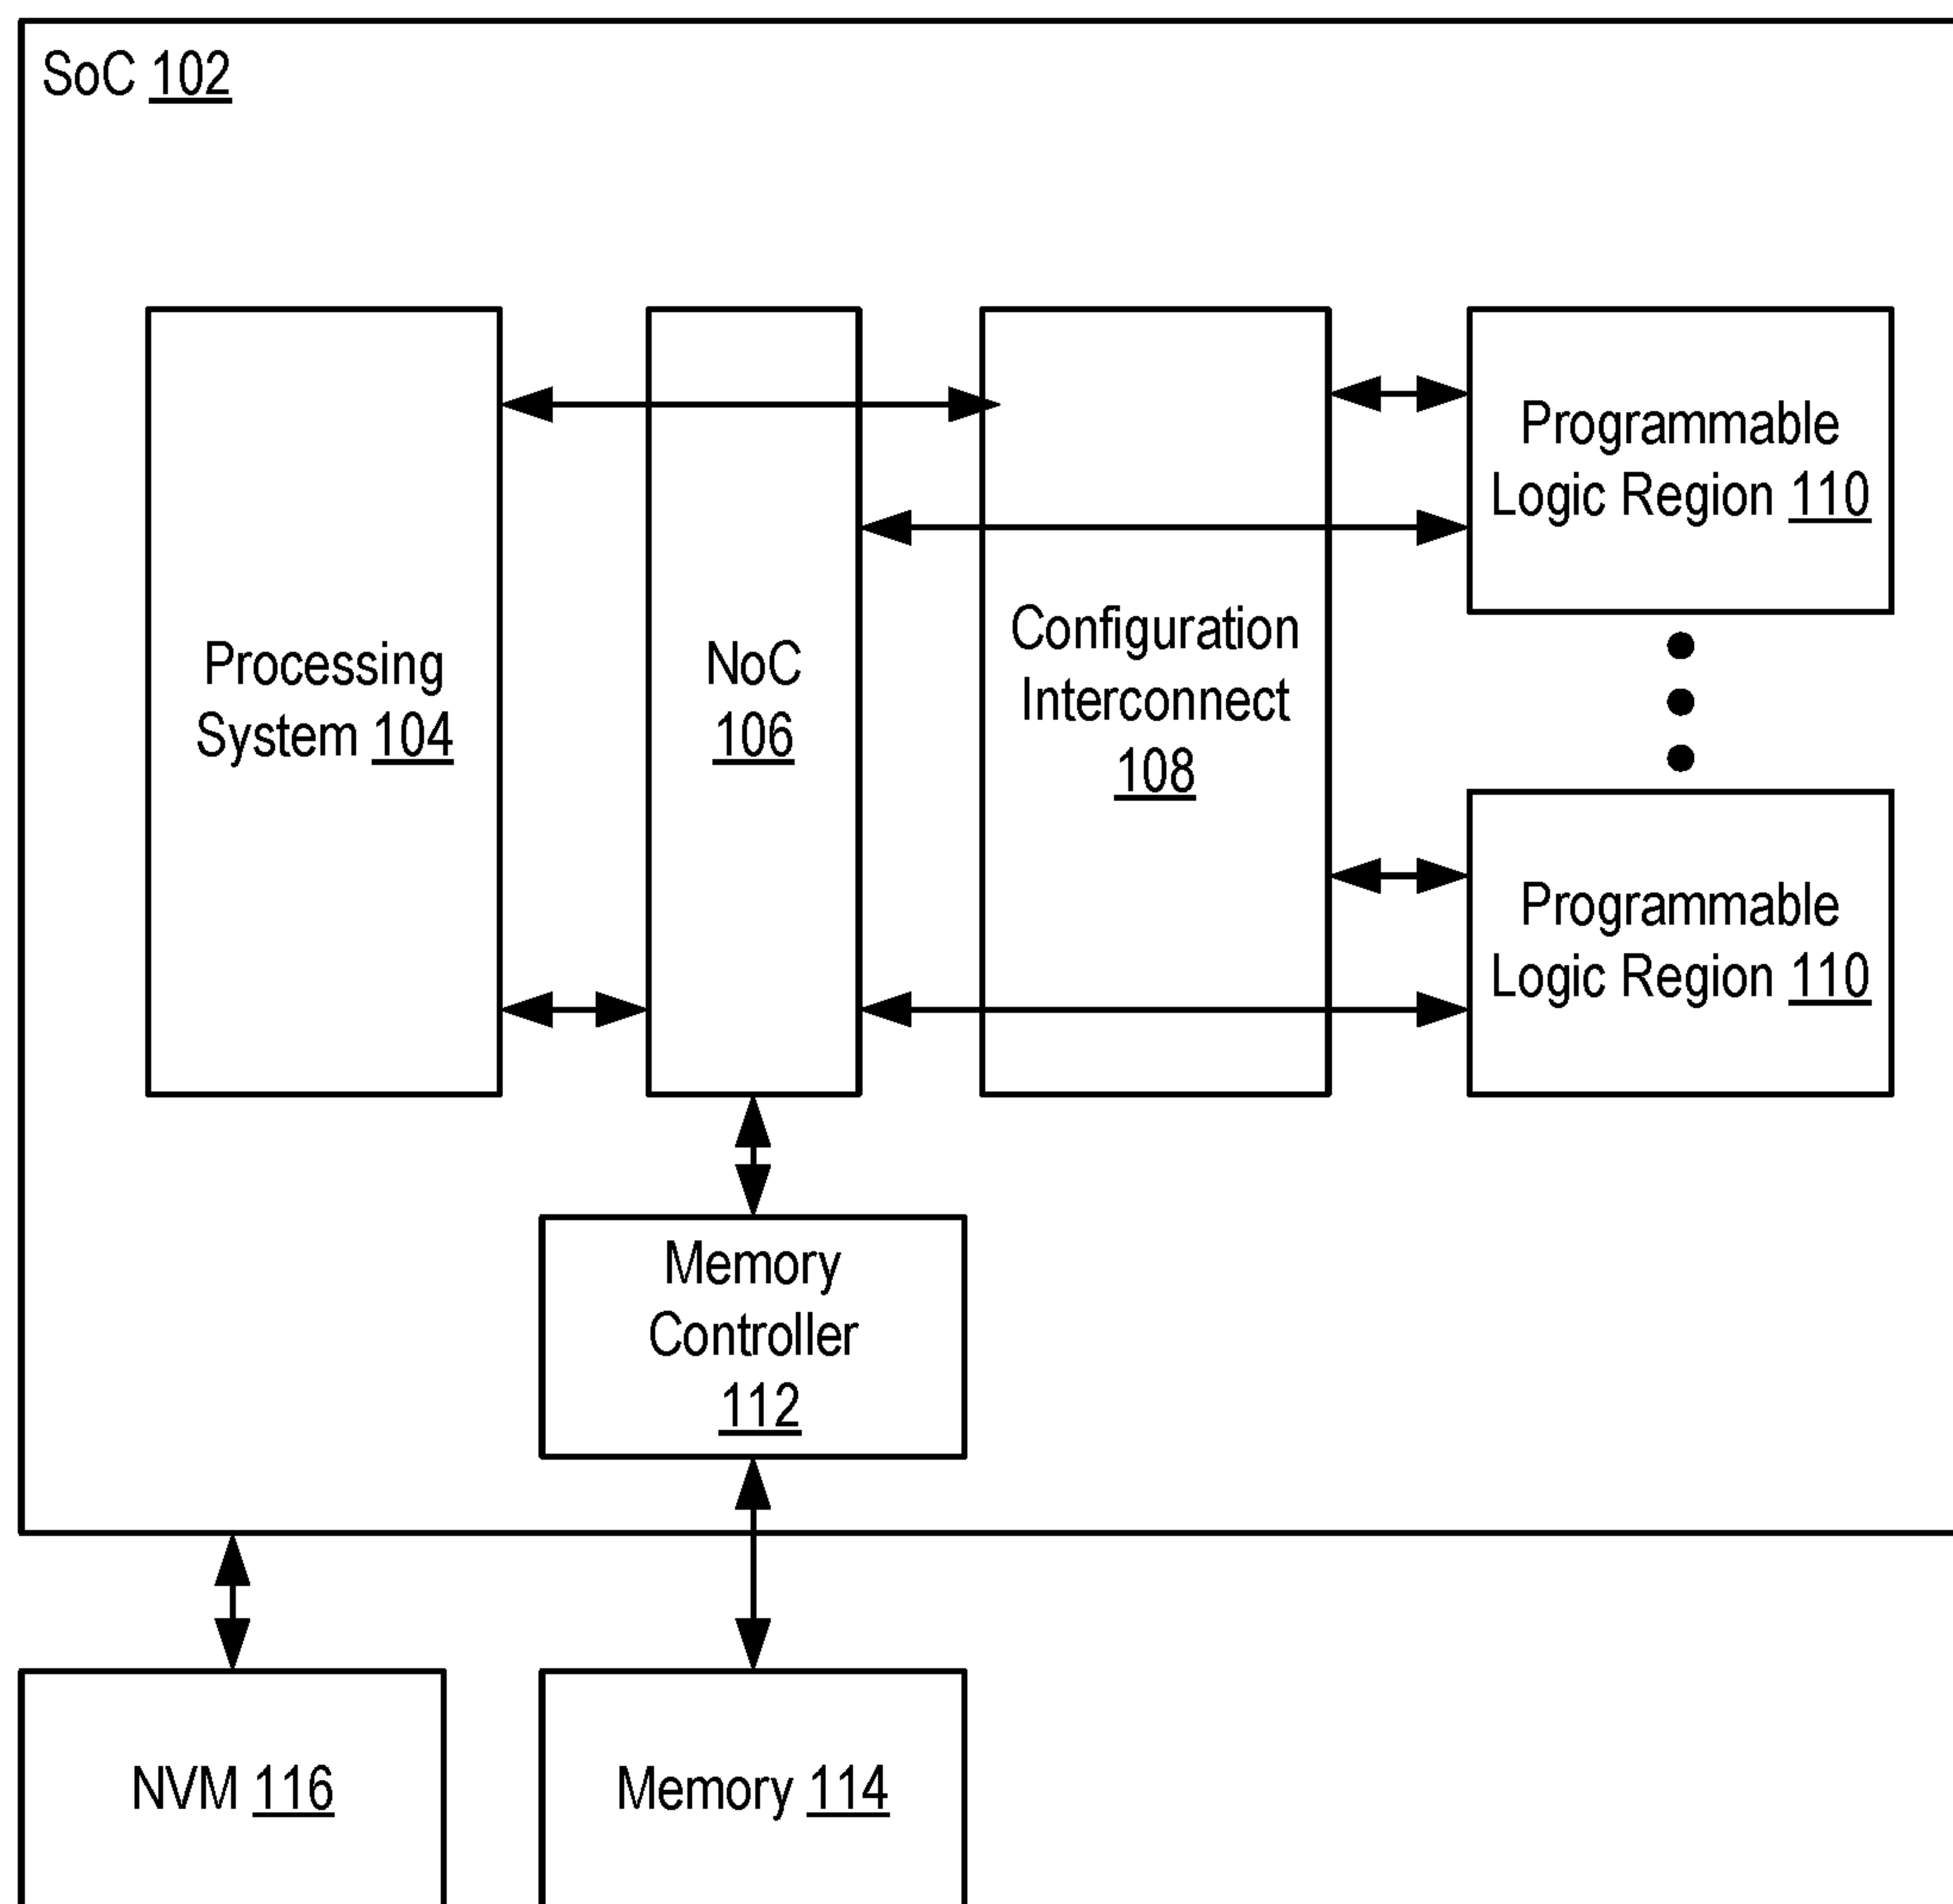 SoC 102
Processing
System 104
NoC
106
Configuration
Interconnect
108
Programmable
Logic Region 110
Programmable
Logic Region 110
Memory
Controller
112
NVM 116
Memory 114